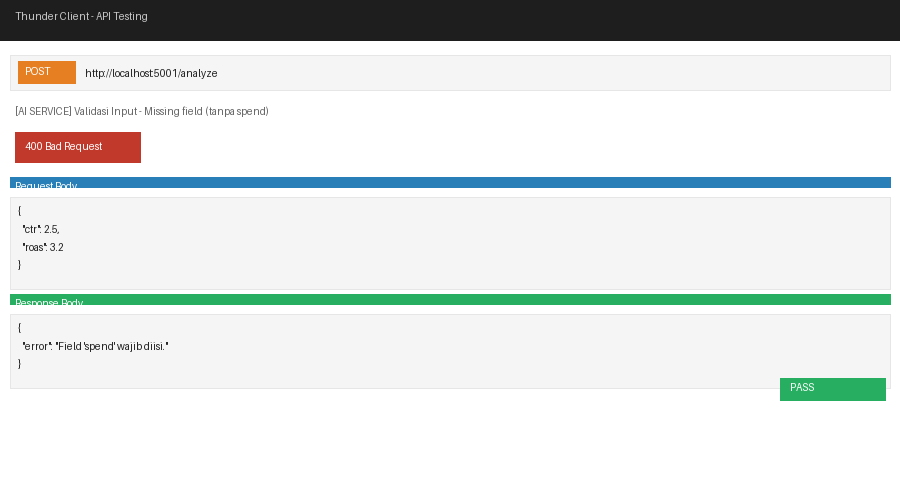 Thunder Client - API Testing
POST http://localhost:5001/analyze
[AI SERVICE] Validasi Input - Missing field (tanpa spend)
400 Bad Request
Request Body
{
"ctr": 2.5,
"roas": 3.2
}
Response Body
{
"error": "Field 'spend' wajib diisi."
}
PASS